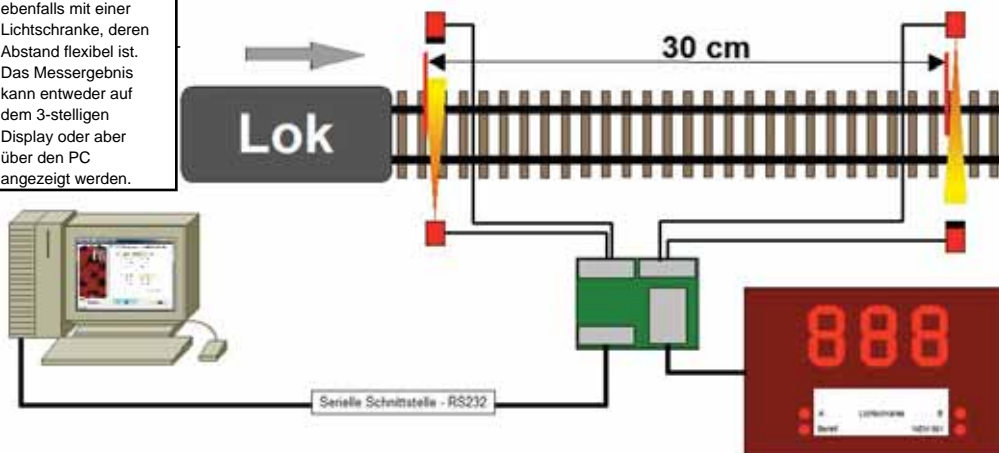 ebenfalls mit einer
Lichtschranke, deren
Abstand flexibel ist.
Das Messergebnis
kann entweder auf
dem 3-stelligen
Display oder aber
über den PC
angezeigt werden.
30 cm
Lok
Serielle Schnittstelle - RS232
888
A Lichtschranke B
Bereit